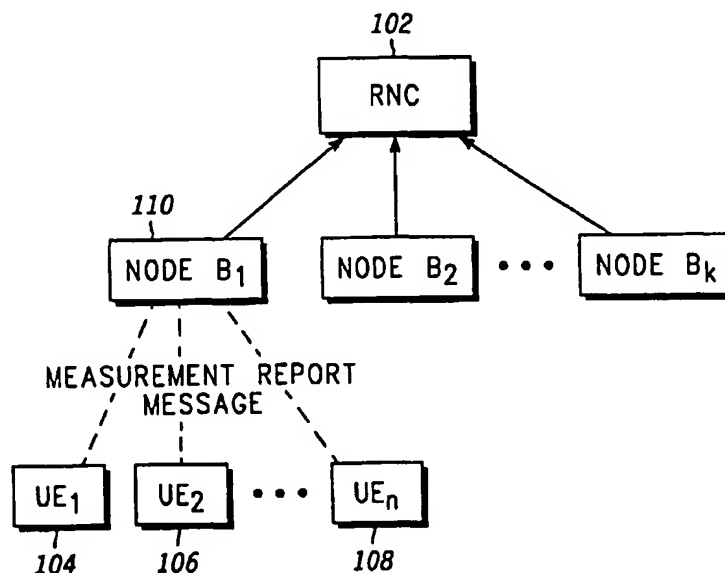 102
RNC
110
NODE B₁
NODE B₂
•••
NODE Bₖ
MEASUREMENT REPORT
MESSAGE
UE₁
UE₂
•••
UEₙ
104
106
108